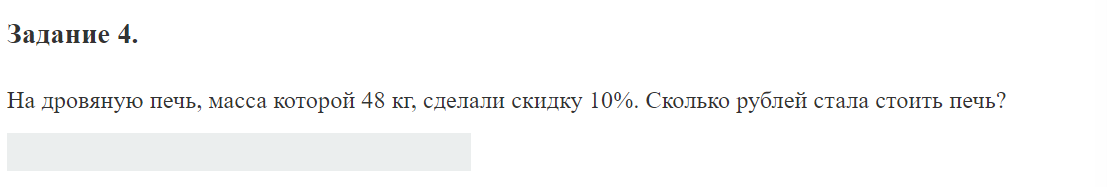 Задание 4.
На дровяную печь, масса которой 48 кг, сделали скидку 10%. Сколько рублей стала стоить печь?